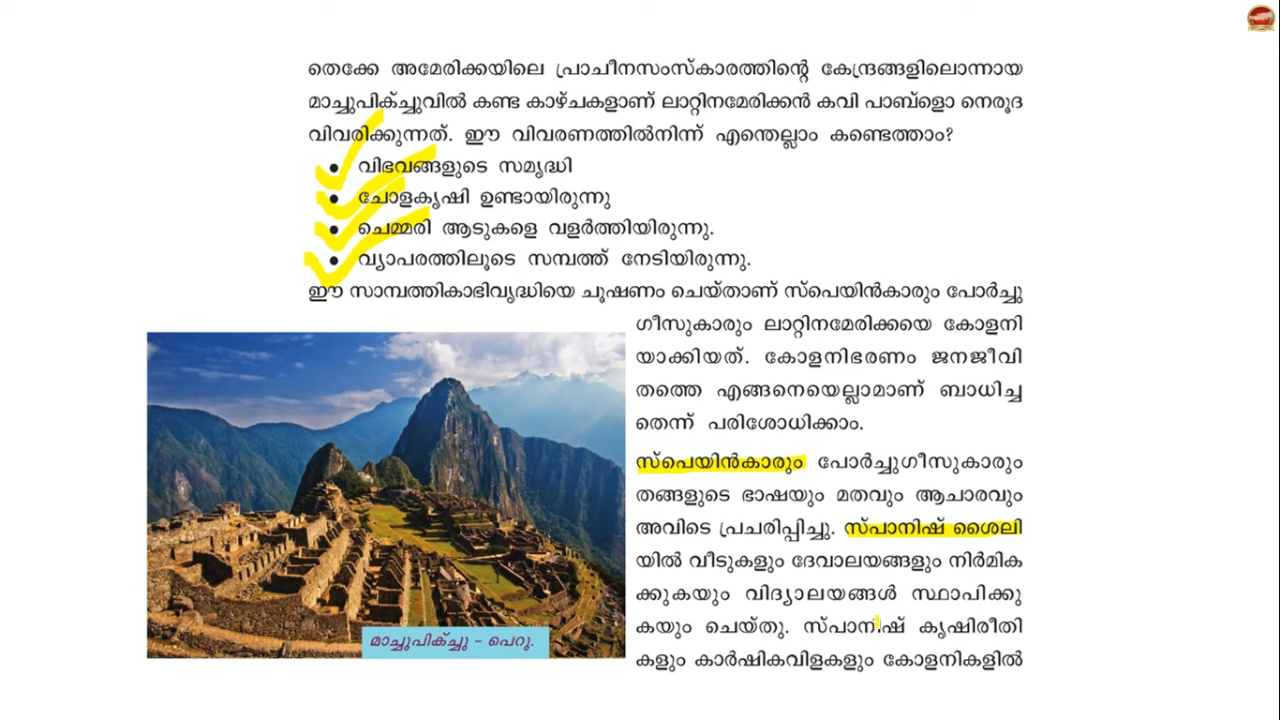 തെക്കേ അമേരിക്കയിലെ പ്രാചീനസംസ്കാരത്തിന്റെ കേന്ദ്രങ്ങളിലൊന്നായ
മാച്ചുപിക്ച്ചുവിൽ കണ്ട കാഴ്ചകളാണ് ലാറ്റിനമേരിക്കൻ കവി പാബ്ളൊ നെരൂദ
വിവരിക്കുന്നത്. ഈ വിവരണത്തിൽനിന്ന് എന്തെല്ലാം കണ്ടെത്താം?
• വിഭവങ്ങളുടെ സമൃദ്ധി
• ചോളകൃഷി ഉണ്ടായിരുന്നു
• ചെമ്മരി ആടുകളെ വളർത്തിയിരുന്നു.
• വ്യാപരത്തിലൂടെ സമ്പത്ത് നേടിയിരുന്നു.
ഈ സാമ്പത്തികാഭിവൃദ്ധിയെ ചൂഷണം ചെയ്താണ് സ്പെയിൻകാരും പോർച്ചു
ഗീസുകാരും ലാറ്റിനമേരിക്കയെ കോളനി
യാക്കിയത്. കോളനിഭരണം ജനജീവി
തത്തെ എങ്ങനെയെല്ലാമാണ് ബാധിച്ച
തെന്ന് പരിശോധിക്കാം.
സ്പെയിൻകാരും പോർച്ചുഗീസുകാരും
തങ്ങളുടെ ഭാഷയും മതവും ആചാരവും
അവിടെ പ്രചരിപ്പിച്ചു. സ്പാനിഷ് ശൈലി
യിൽ വീടുകളും ദേവാലയങ്ങളും നിർമിക
ക്കുകയും വിദ്യാലയങ്ങൾ സ്ഥാപിക്കു
കയും ചെയ്തു. സ്പാനിഷ് കൃഷിരീതി
കളും കാർഷികവിളകളും കോളനികളിൽ
മാച്ചുപിക്ച്ചു – പെറു.